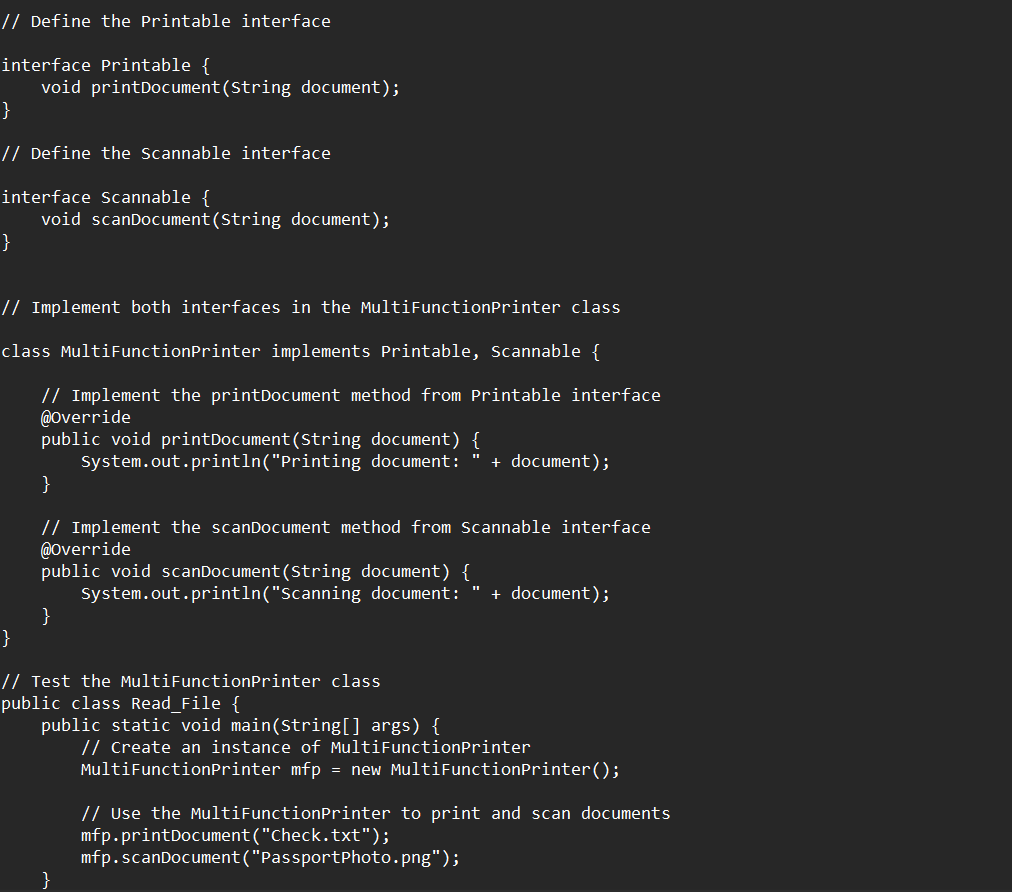 // Define the Printable interface
interface Printable {
    void printDocument(String document);
}
// Define the Scannable interface
interface Scannable {
    void scanDocument(String document);
}
// Implement both interfaces in the MultiFunctionPrinter class
class MultiFunctionPrinter implements Printable, Scannable {
    // Implement the printDocument method from Printable interface
    @Override
    public void printDocument(String document) {
        System.out.println("Printing document: " + document);
    }
    // Implement the scanDocument method from Scannable interface
    @Override
    public void scanDocument(String document) {
        System.out.println("Scanning document: " + document);
    }
}
// Test the MultiFunctionPrinter class
public class Read_File {
    public static void main(String[] args) {
        // Create an instance of MultiFunctionPrinter
        MultiFunctionPrinter mfp = new MultiFunctionPrinter();
        // Use the MultiFunctionPrinter to print and scan documents
        mfp.printDocument("Check.txt");
        mfp.scanDocument("PassportPhoto.png");
    }